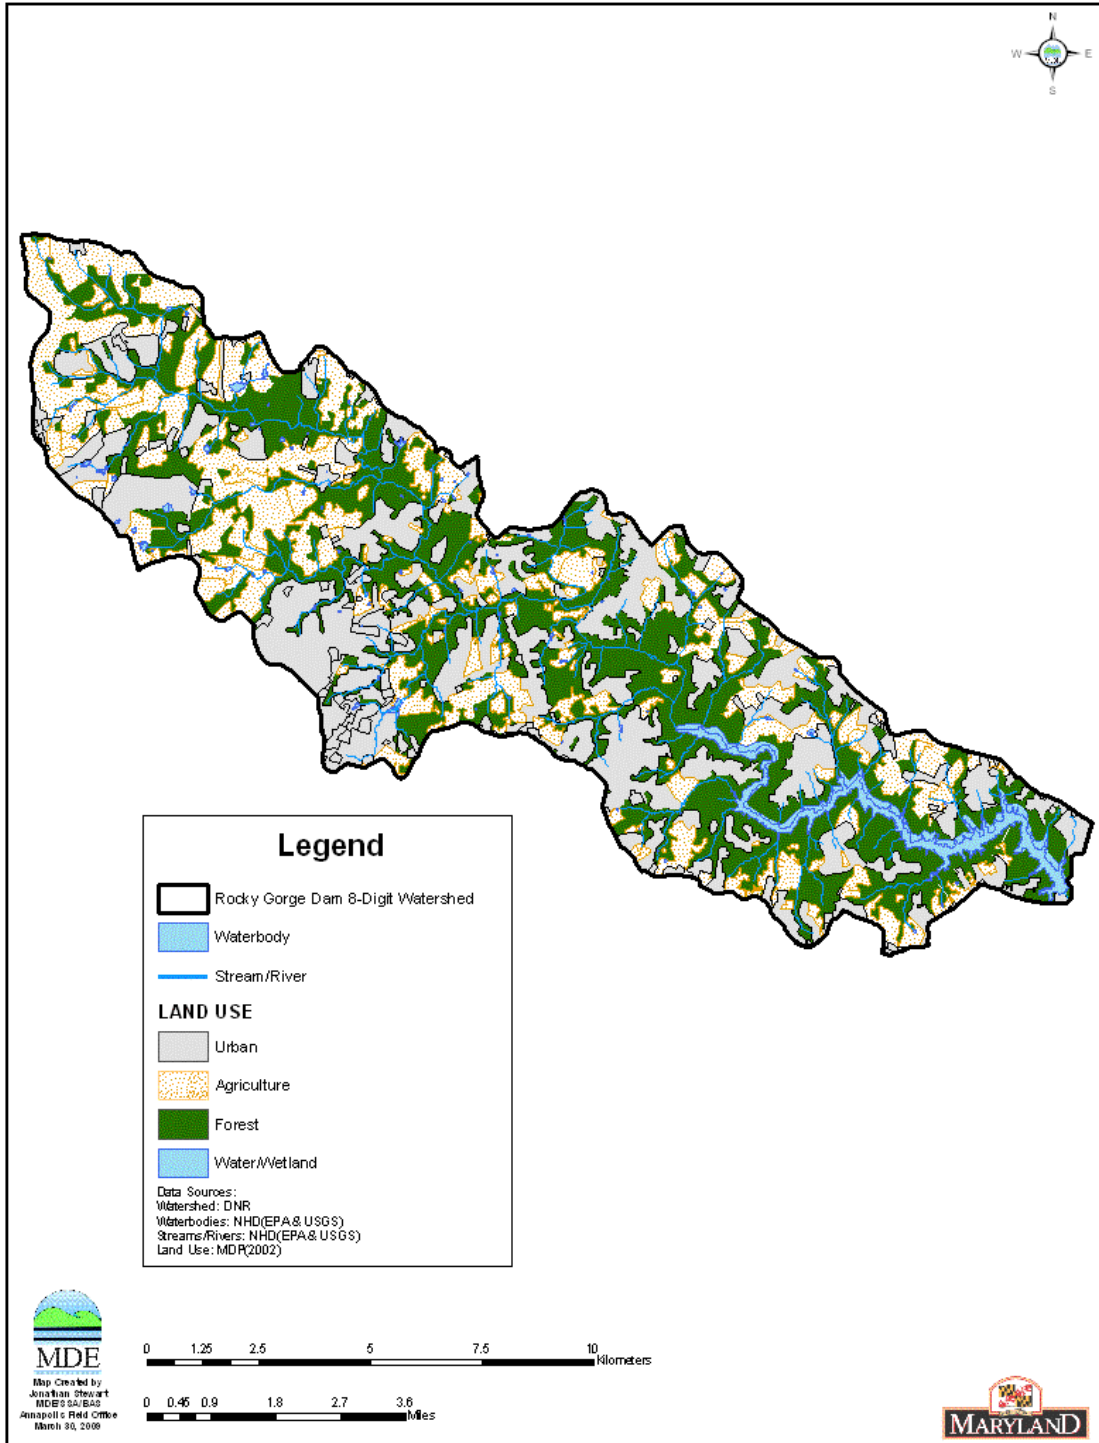 N
W E
S
Legend
Rocky Gorge Dam 8-Digit Watershed
Waterbody
Stream/River
LAND USE
Urban
Agriculture
Forest
Water/Wetland
Data Sources:
Watershed: DNR
Waterbodies: NHD(EPA & USGS)
Streams/Rivers: NHD(EPA & USGS)
Land Use: MDP(2002)
MDE
Map Created by
Jonathan Stewart
MDE/SSA/EAS
Annapolis Field Office
March 30, 2009
0 1.25 2.5 5 7.5 10
Kilometers
0 0.45 0.9 1.8 2.7 3.6
Miles
MARYLAND